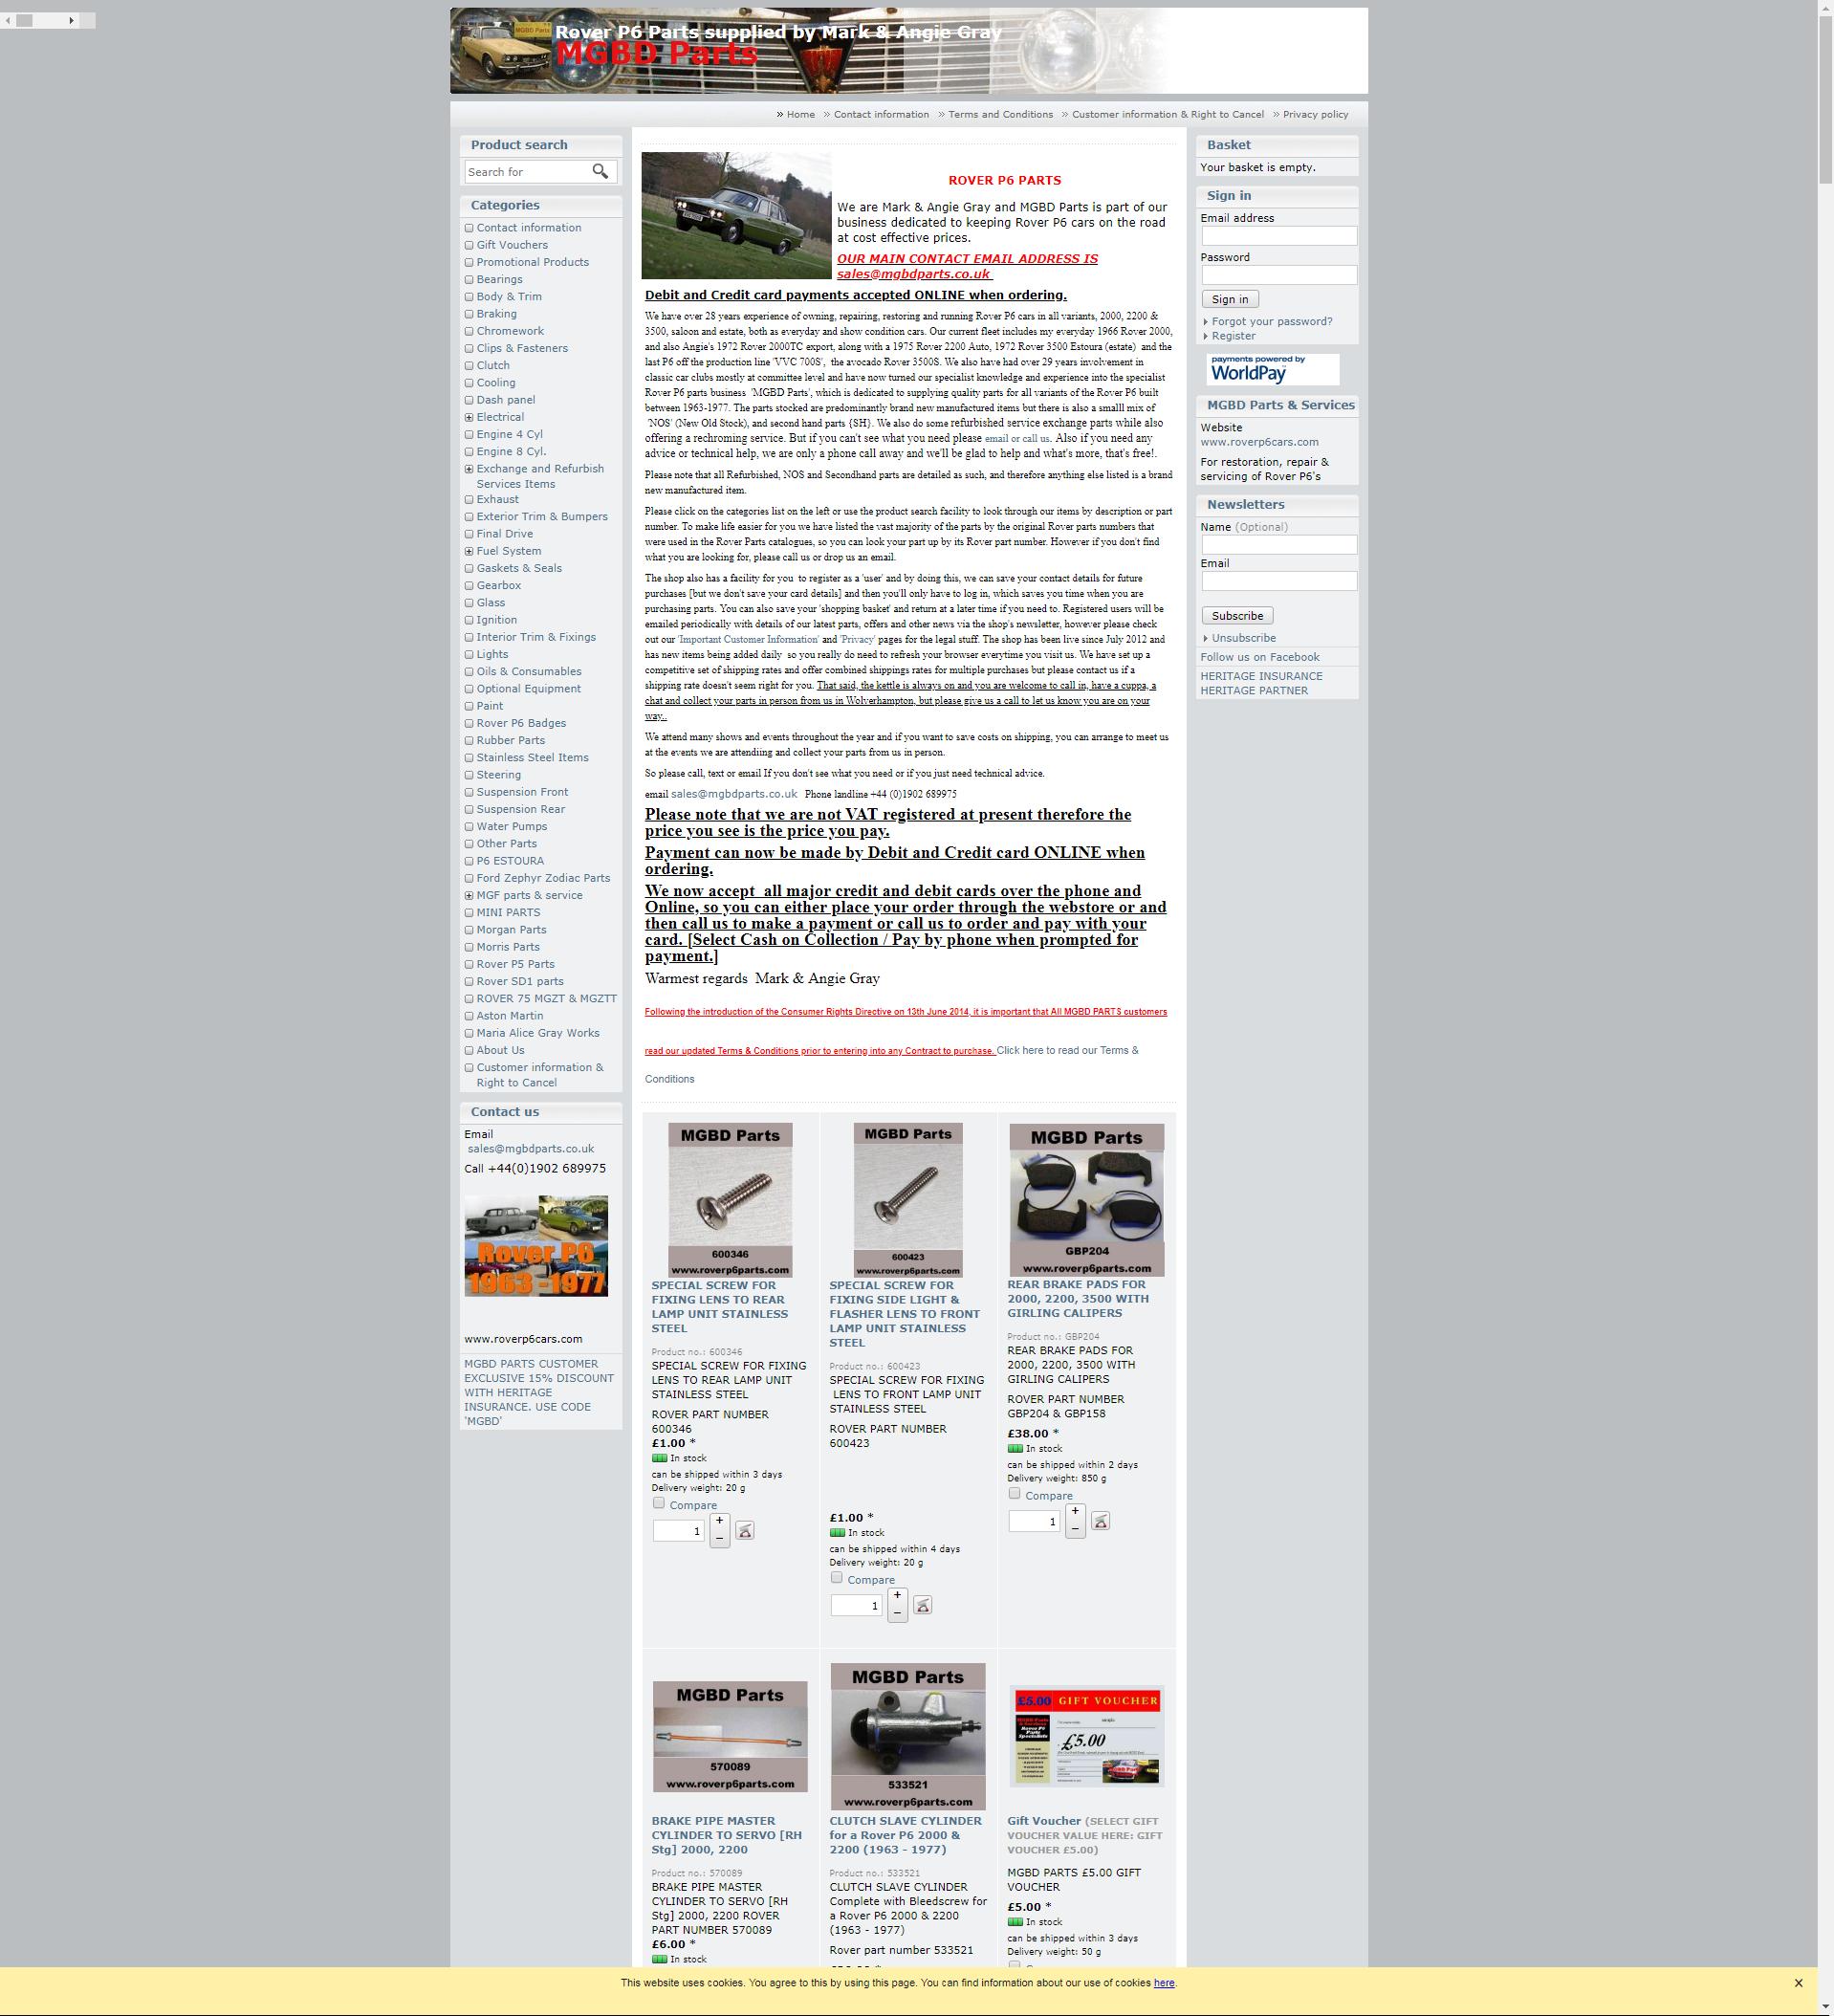 Rover P6 Parts supplied by Mark & Angie Gray
MGBD Parts
» Home » Contact information » Terms and Conditions » Customer information & Right to Cancel » Privacy policy
Product search
Search for
Categories
Contact information
Gift Vouchers
Promotional Products
Bearings
Body & Trim
Braking
Chromework
Clips & Fasteners
Clutch
Cooling
Dash panel
Electrical
Engine 4 Cyl
Engine 8 Cyl.
Exchange and Refurbish
Services Items
Exhaust
Exterior Trim & Bumpers
Final Drive
Fuel System
Gaskets & Seals
Gearbox
Glass
Ignition
Interior Trim & Fixings
Lights
Oils & Consumables
Optional Equipment
Paint
Rover P6 Badges
Rubber Parts
Stainless Steel Items
Steering
Suspension Front
Suspension Rear
Water Pumps
Other Parts
P6 ESTOURA
Ford Zephyr Zodiac Parts
MGF parts & service
MINI PARTS
Morgan Parts
Morris Parts
Rover P5 Parts
Rover SD1 parts
ROVER 75 MGZT & MGZTT
Aston Martin
Maria Alice Gray Works
About Us
Customer information &
Right to Cancel
Contact us
Email
sales@mgbdparts.co.uk
Call +44(0)1902 689975
Rover P6
1963 -1977
www.roverp6cars.com
MGBD PARTS CUSTOMER
EXCLUSIVE 15% DISCOUNT
WITH HERITAGE
INSURANCE. USE CODE
'MGBD'
ROVER P6 PARTS
We are Mark & Angie Gray and MGBD Parts is part of our
business dedicated to keeping Rover P6 cars on the road
at cost effective prices.
OUR MAIN CONTACT EMAIL ADDRESS IS
sales@mgbdparts.co.uk
Debit and Credit card payments accepted ONLINE when ordering.
We have over 28 years experience of owning, repairing, restoring and running Rover P6 cars in all variants, 2000, 2200 &
3500, saloon and estate, both as everyday and show condition cars. Our current fleet includes my everyday 1966 Rover 2000,
and also Angie's 1972 Rover 2000TC export, along with a 1975 Rover 2200 Auto, 1972 Rover 3500 Estoura (estate) and the
last P6 off the production line 'VVC 700S', the avocado Rover 3500S. We also have had over 29 years involvement in
classic car clubs mostly at committee level and have now turned our specialist knowledge and experience into the specialist
Rover P6 parts business 'MGBD Parts', which is dedicated to supplying quality parts for all variants of the Rover P6 built
between 1963-1977. The parts stocked are predominantly brand new manufactured items but there is also a smalll mix of
'NOS' (New Old Stock), and second hand parts {SH}. We also do some refurbished service exchange parts while also
offering a rechroming service. But if you can't see what you need please email or call us. Also if you need any
advice or technical help, we are only a phone call away and we'll be glad to help and what's more, that's free!.
Please note that all Refurbished, NOS and Secondhand parts are detailed as such, and therefore anything else listed is a brand
new manufactured item.
Please click on the categories list on the left or use the product search facility to look through our items by description or part
number. To make life easier for you we have listed the vast majority of the parts by the original Rover parts numbers that
were used in the Rover Parts catalogues, so you can look your part up by its Rover part number. However if you don't find
what you are looking for, please call us or drop us an email.
The shop also has a facility for you to register as a 'user' and by doing this, we can save your contact details for future
purchases [but we don't save your card details] and then you'll only have to log in, which saves you time when you are
purchasing parts. You can also save your 'shopping basket' and return at a later time if you need to. Registered users will be
emailed periodically with details of our latest parts, offers and other news via the shop's newsletter, however please check
out our 'Important Customer Information' and 'Privacy' pages for the legal stuff. The shop has been live since July 2012 and
has new items being added daily so you really do need to refresh your browser everytime you visit us. We have set up a
competitive set of shipping rates and offer combined shippings rates for multiple purchases but please contact us if a
shipping rate doesn't seem right for you. That said, the kettle is always on and you are welcome to call in, have a cuppa, a
chat and collect your parts in person from us in Wolverhampton, but please give us a call to let us know you are on your
way..
We attend many shows and events throughout the year and if you want to save costs on shipping, you can arrange to meet us
at the events we are attendiing and collect your parts from us in person.
So please call, text or email If you don't see what you need or if you just need technical advice.
email sales@mgbdparts.co.uk Phone landline +44 (0)1902 689975
Please note that we are not VAT registered at present therefore the
price you see is the price you pay.
Payment can now be made by Debit and Credit card ONLINE when
ordering.
We now accept all major credit and debit cards over the phone and
Online, so you can either place your order through the webstore or and
then call us to make a payment or call us to order and pay with your
card. [Select Cash on Collection / Pay by phone when prompted for
payment.]
Warmest regards Mark & Angie Gray
Following the introduction of the Consumer Rights Directive on 13th June 2014, it is important that All MGBD PARTS customers
read our updated Terms & Conditions prior to entering into any Contract to purchase. Click here to read our Terms &
Conditions
MGBD Parts
600346
www.roverp6parts.com
SPECIAL SCREW FOR
FIXING LENS TO REAR
LAMP UNIT STAINLESS
STEEL
Product no.: 600346
SPECIAL SCREW FOR FIXING
LENS TO REAR LAMP UNIT
STAINLESS STEEL
ROVER PART NUMBER
600346
£1.00 *
In stock
can be shipped within 3 days
Delivery weight: 20 g
Compare
1
+
−
MGBD Parts
600423
www.roverp6parts.com
SPECIAL SCREW FOR
FIXING SIDE LIGHT &
FLASHER LENS TO FRONT
LAMP UNIT STAINLESS
STEEL
Product no.: 600423
SPECIAL SCREW FOR FIXING
LENS TO FRONT LAMP UNIT
STAINLESS STEEL
ROVER PART NUMBER
600423
£1.00 *
In stock
can be shipped within 4 days
Delivery weight: 20 g
Compare
1
+
−
MGBD Parts
GBP204
www.roverp6parts.com
REAR BRAKE PADS FOR
2000, 2200, 3500 WITH
GIRLING CALIPERS
Product no.: GBP204
REAR BRAKE PADS FOR
2000, 2200, 3500 WITH
GIRLING CALIPERS
ROVER PART NUMBER
GBP204 & GBP158
£38.00 *
In stock
can be shipped within 2 days
Delivery weight: 850 g
Compare
1
+
−
MGBD Parts
570089
www.roverp6parts.com
BRAKE PIPE MASTER
CYLINDER TO SERVO [RH
Stg] 2000, 2200
Product no.: 570089
BRAKE PIPE MASTER
CYLINDER TO SERVO [RH
Stg] 2000, 2200 ROVER
PART NUMBER 570089
£6.00 *
In stock
MGBD Parts
533521
www.roverp6parts.com
CLUTCH SLAVE CYLINDER
for a Rover P6 2000 &
2200 (1963 - 1977)
Product no.: 533521
CLUTCH SLAVE CYLINDER
Complete with Bleedscrew for
a Rover P6 2000 & 2200
(1963 - 1977)
Rover part number 533521
£5.00 GIFT VOUCHER
£5.00
Gift Voucher (SELECT GIFT
VOUCHER VALUE HERE: GIFT
VOUCHER £5.00)
MGBD PARTS £5.00 GIFT
VOUCHER
£5.00 *
In stock
can be shipped within 3 days
Delivery weight: 50 g
Basket
Your basket is empty.
Sign in
Email address
Password
Sign in
Forgot your password?
Register
payments powered by
WorldPay
MGBD Parts & Services
Website
www.roverp6cars.com
For restoration, repair &
servicing of Rover P6's
Newsletters
Name (Optional)
Email
Subscribe
Unsubscribe
Follow us on Facebook
HERITAGE INSURANCE
HERITAGE PARTNER
This website uses cookies. You agree to this by using this page. You can find information about our use of cookies here.